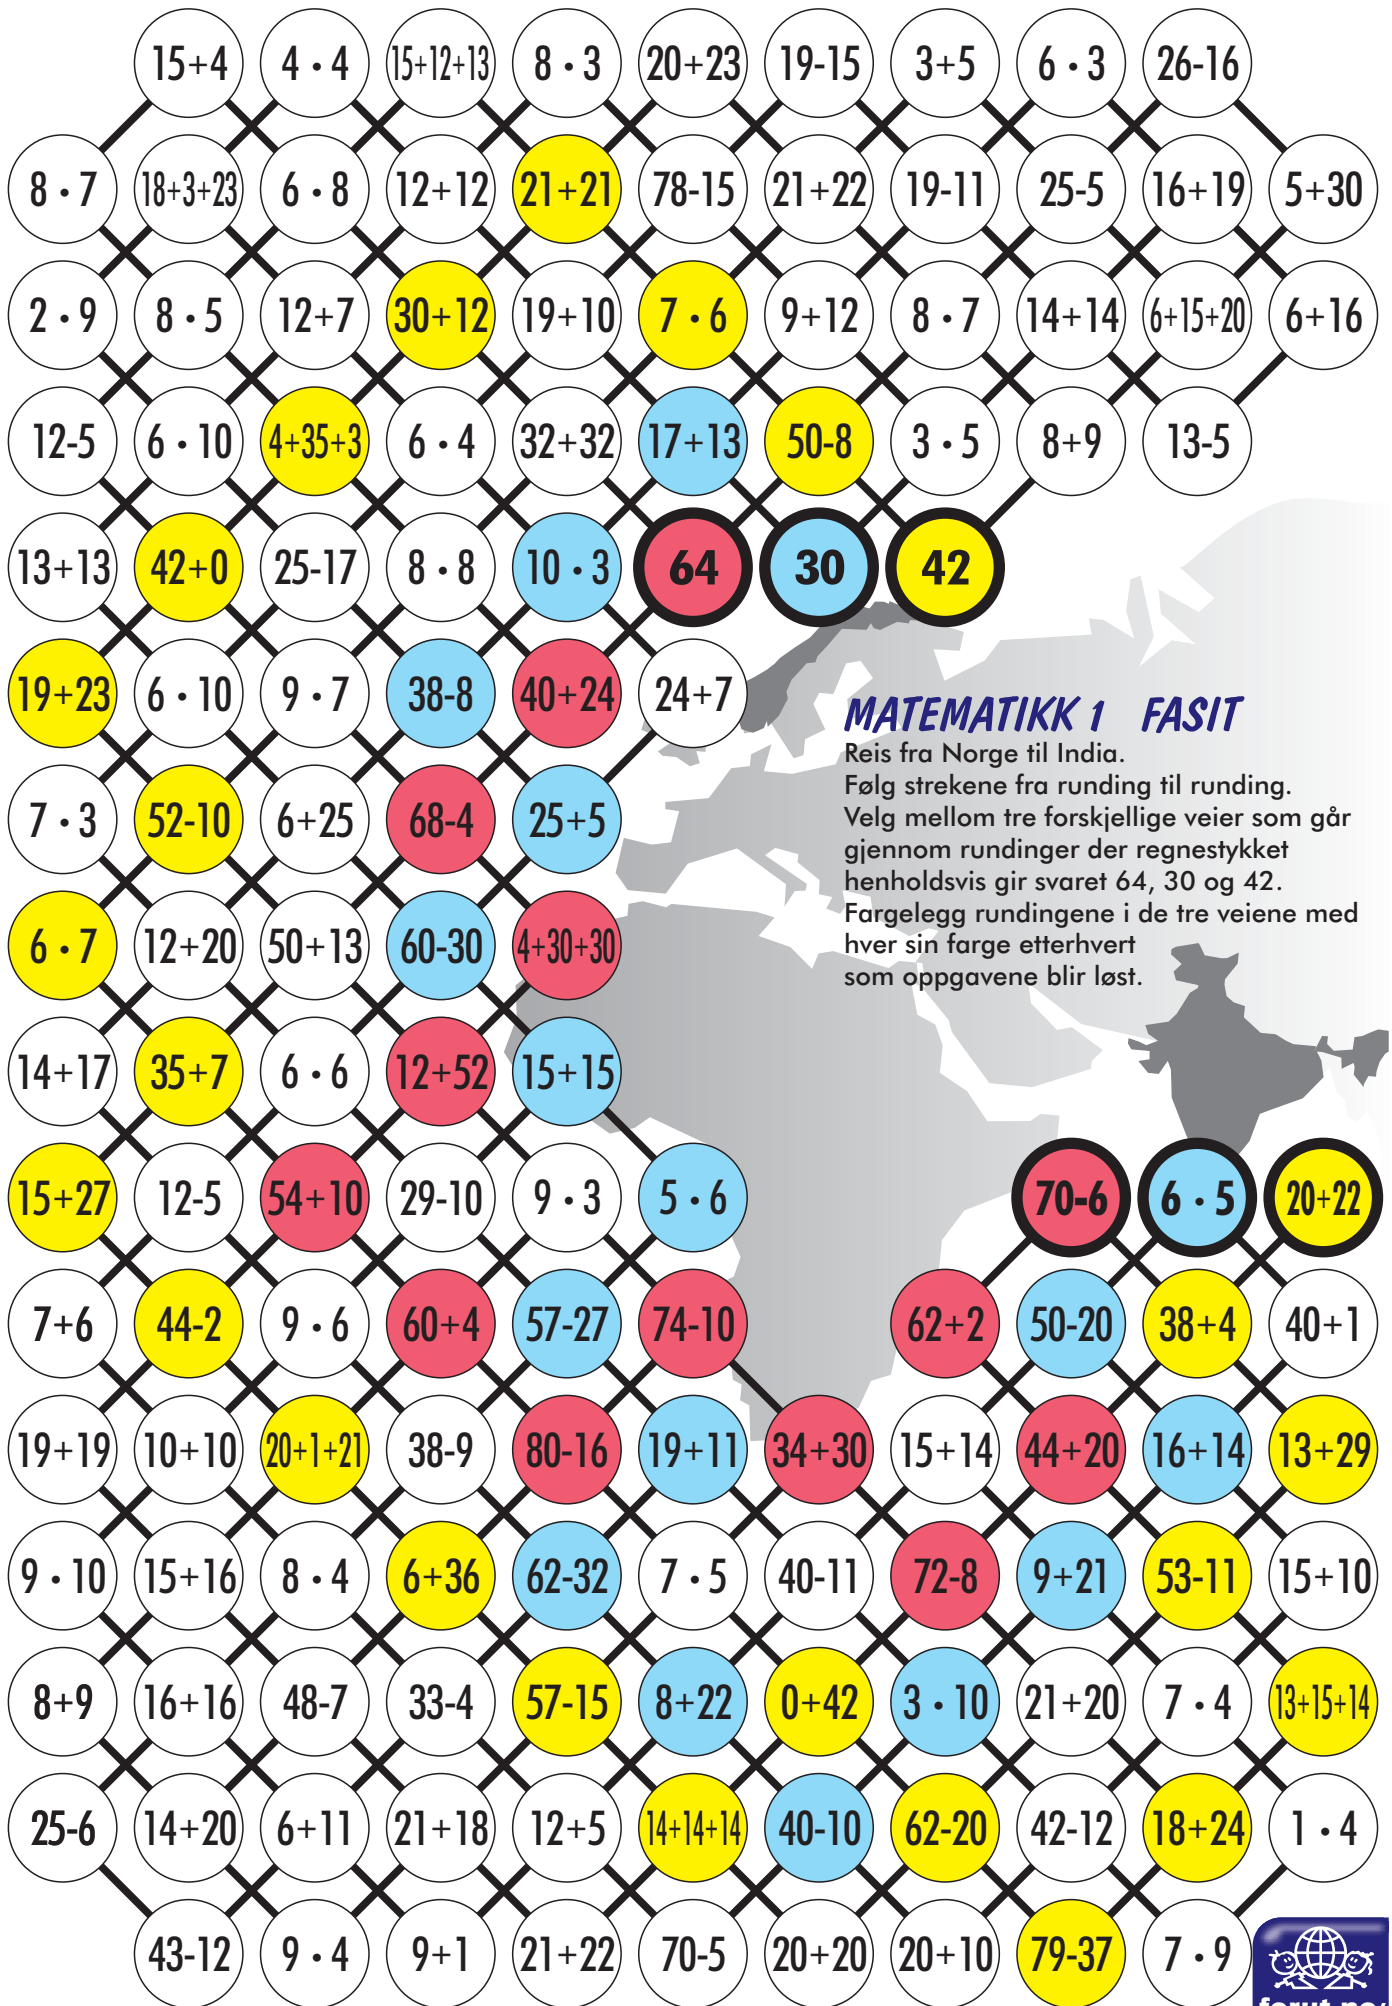 15+4 4 • 4 15+12+13 8 • 3 20+23 19-15 3+5 6 • 3 26-16
8 • 7 18+3+23 6 • 8 12+12 21+21 78-15 21+22 19-11 25-5 16+19 5+30
2 • 9 8 • 5 12+7 30+12 19+10 7 • 6 9+12 8 • 7 14+14 6+15+20 6+16
12-5 6 • 10 4+35+3 6 • 4 32+32 17+13 50-8 3 • 5 8+9 13-5
13+13 42+0 25-17 8 • 8 10 • 3 64 30 42
19+23 6 • 10 9 • 7 38-8 40+24 24+7
MATEMATIKK 1 FASIT
Reis fra Norge til India.
Følg strekene fra runding til runding.
Velg mellom tre forskjellige veier som går
gjennom rundinger der regnestykket
henholdsvis gir svaret 64, 30 og 42.
Fargelegg rundingene i de tre veiene med
hver sin farge etterhvert
som oppgavene blir løst.
7 • 3 52-10 6+25 68-4 25+5
6 • 7 12+20 50+13 60-30 4+30+30
14+17 35+7 6 • 6 12+52 15+15
15+27 12-5 54+10 29-10 9 • 3 5 • 6 70-6 6 • 5 20+22
7+6 44-2 9 • 6 60+4 57-27 74-10 62+2 50-20 38+4 40+1
19+19 10+10 20+1+21 38-9 80-16 19+11 34+30 15+14 44+20 16+14 13+29
9 • 10 15+16 8 • 4 6+36 62-32 7 • 5 40-11 72-8 9+21 53-11 15+10
8+9 16+16 48-7 33-4 57-15 8+22 0+42 3 • 10 21+20 7 • 4 13+15+14
25-6 14+20 6+11 21+18 12+5 14+14+14 40-10 62-20 42-12 18+24 1 • 4
43-12 9 • 4 9+1 21+22 70-5 20+20 20+10 79-37 7 • 9